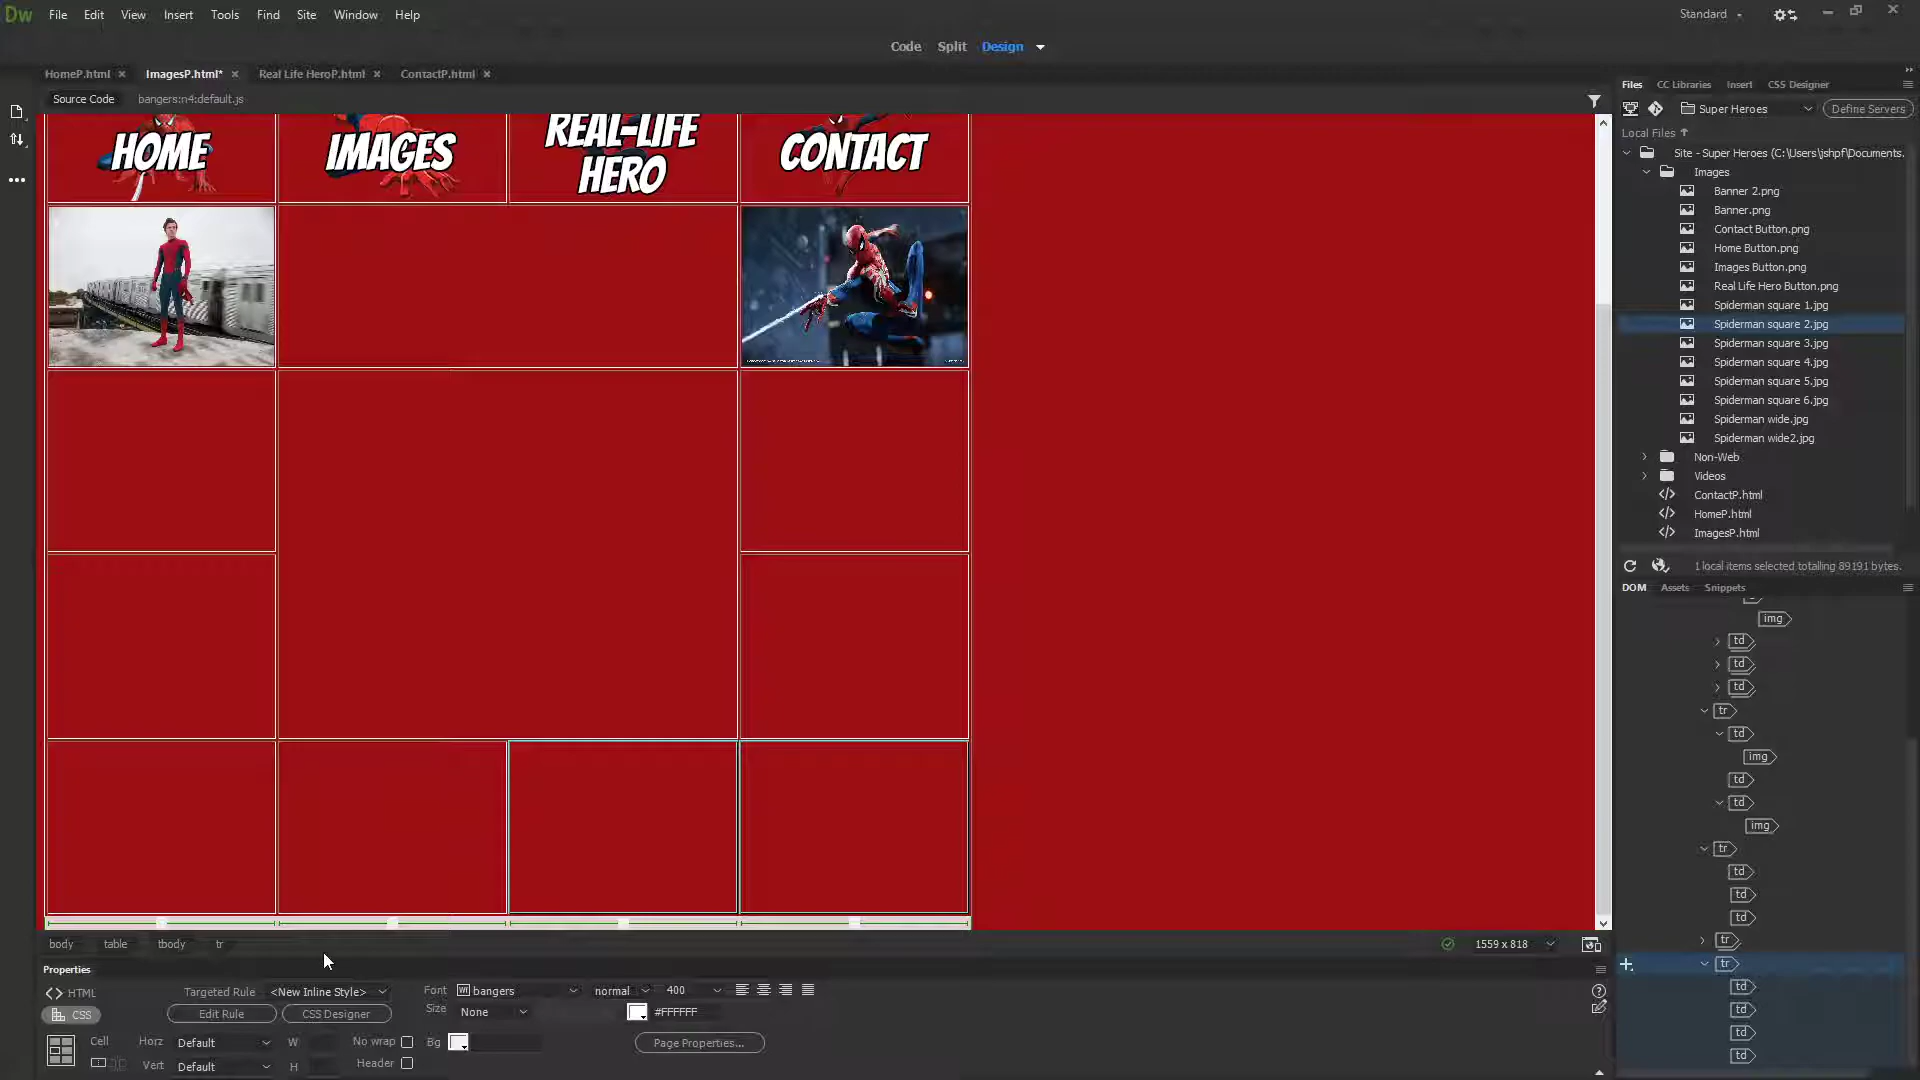 Dw File Edit View Insert Tools Find Site Window Help Standard
Code Split Design
HomeP.html ImagesP.html* Real Life HeroP.html ContactP.html
Source Code bangers:n4:default.js
HOME IMAGES REAL-LIFE HERO CONTACT
body table tbody tr 1559 x 818
Properties
HTML Targeted Rule <New Inline Style> Font bangers normal 400
CSS Edit Rule CSS Designer Size None #FFFFFF
Cell Horz Default W No wrap Bg Page Properties...
Vert Default H Header
Files CC Libraries Insert CSS Designer
Super Heroes Define Servers
Local Files
Site - Super Heroes (C:\Users\jshpf\Documents.
Images
Banner 2.png
Banner.png
Contact Button.png
Home Button.png
Images Button.png
Real Life Hero Button.png
Spiderman square 1.jpg
Spiderman square 2.jpg
Spiderman square 3.jpg
Spiderman square 4.jpg
Spiderman square 5.jpg
Spiderman square 6.jpg
Spiderman wide.jpg
Spiderman wide2.jpg
Non-Web
Videos
ContactP.html
HomeP.html
ImagesP.html
1 local items selected totalling 89191 bytes.
DOM Assets Snippets
img
td
td
td
tr
td
img
td
td
img
tr
td
td
td
tr
tr
td
td
td
td